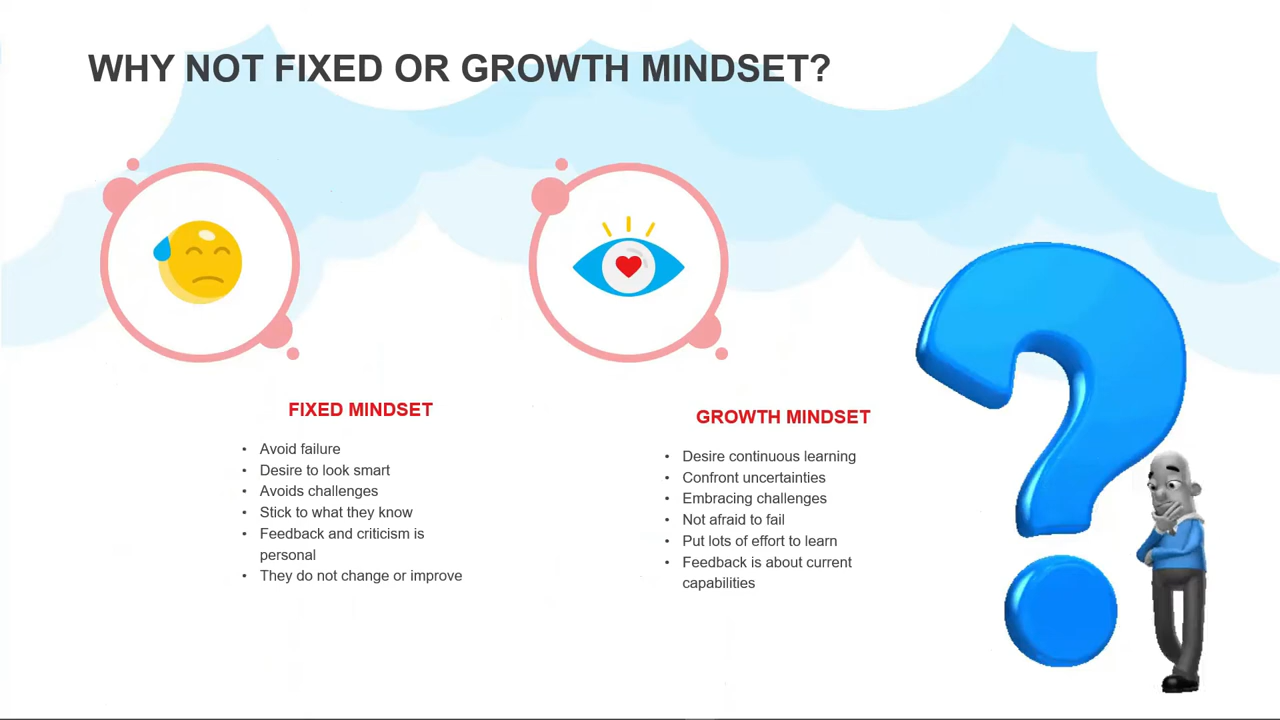 WHY NOT FIXED OR GROWTH MINDSET?
FIXED MINDSET
• Avoid failure
• Desire to look smart
• Avoids challenges
• Stick to what they know
• Feedback and criticism is
personal
• They do not change or improve
GROWTH MINDSET
• Desire continuous learning
• Confront uncertainties
• Embracing challenges
• Not afraid to fail
• Put lots of effort to learn
• Feedback is about current
capabilities